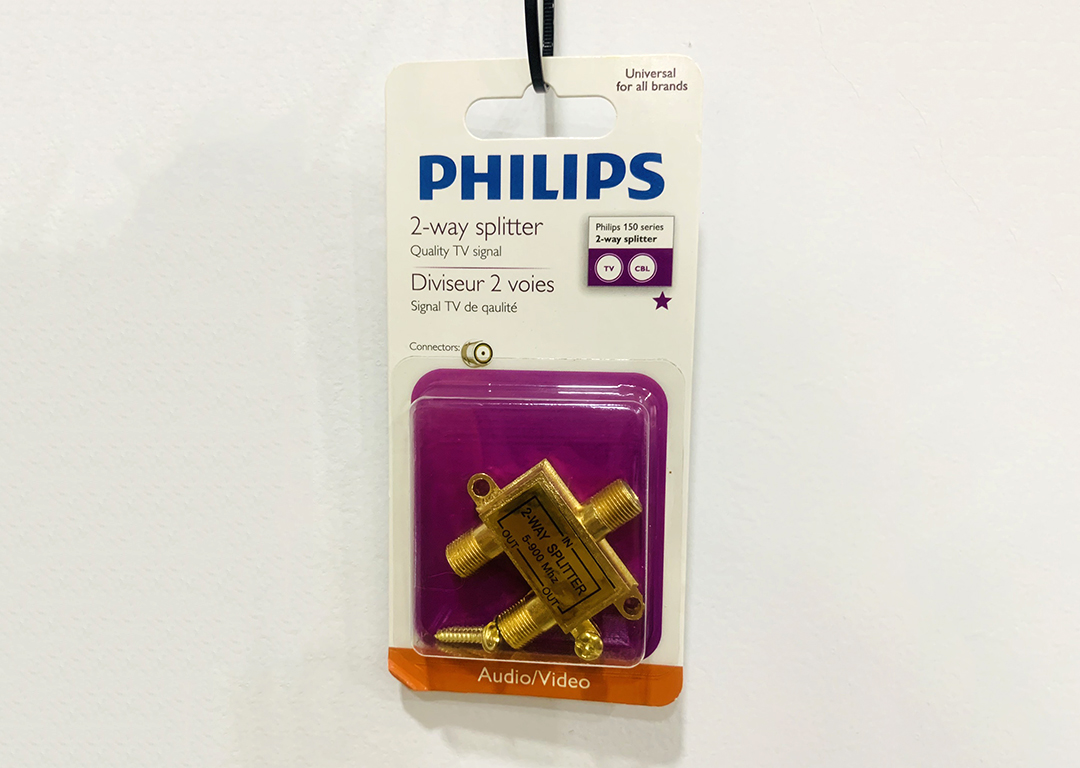 Universal
for all brands
PHILIPS
2-way splitter
Quality TV signal
Diviseur 2 voies
Signal TV de qaulité
Philips 150 series
2-way splitter
TV CBL
Connectors:
IN
2-WAY SPLITTER
5-900 Mhz
OUT OUT
Audio/Video